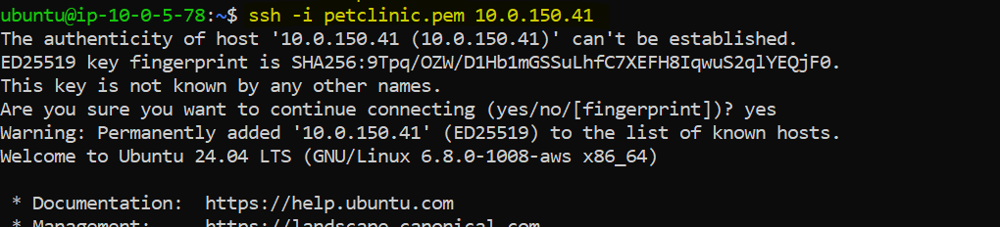 ubuntu@ip-10-0-5-78:~$ ssh -i petclinic.pem 10.0.150.41
The authenticity of host '10.0.150.41 (10.0.150.41)' can't be established.
ED25519 key fingerprint is SHA256:9Tpq/OZW/D1Hb1mGSSuLhfC7XEFH8IqwuS2qlYEQjF0.
This key is not known by any other names.
Are you sure you want to continue connecting (yes/no/[fingerprint])? yes
Warning: Permanently added '10.0.150.41' (ED25519) to the list of known hosts.
Welcome to Ubuntu 24.04 LTS (GNU/Linux 6.8.0-1008-aws x86_64)
* Documentation: https://help.ubuntu.com
* Management: https://landscape.canonical.com